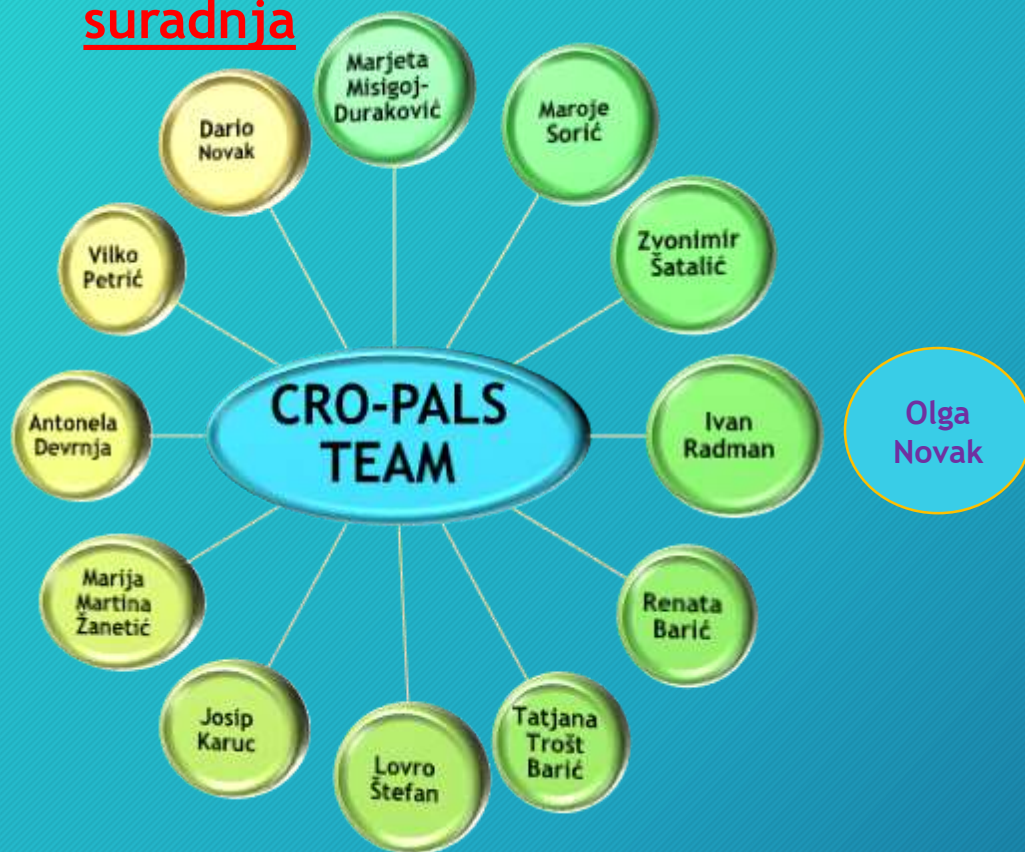 suradnja
Marjeta
Misigoj-
Duraković
Maroje
Sorić
Zvonimir
Šatalić
Ivan
Radman
Olga
Novak
Renata
Barić
Tatjana
Trošt
Barić
Lovro
Štefan
Josip
Karuc
Marija
Martina
Žanetić
Antonela
Devrnja
Vilko
Petrić
Dario
Novak
CRO-PALS
TEAM